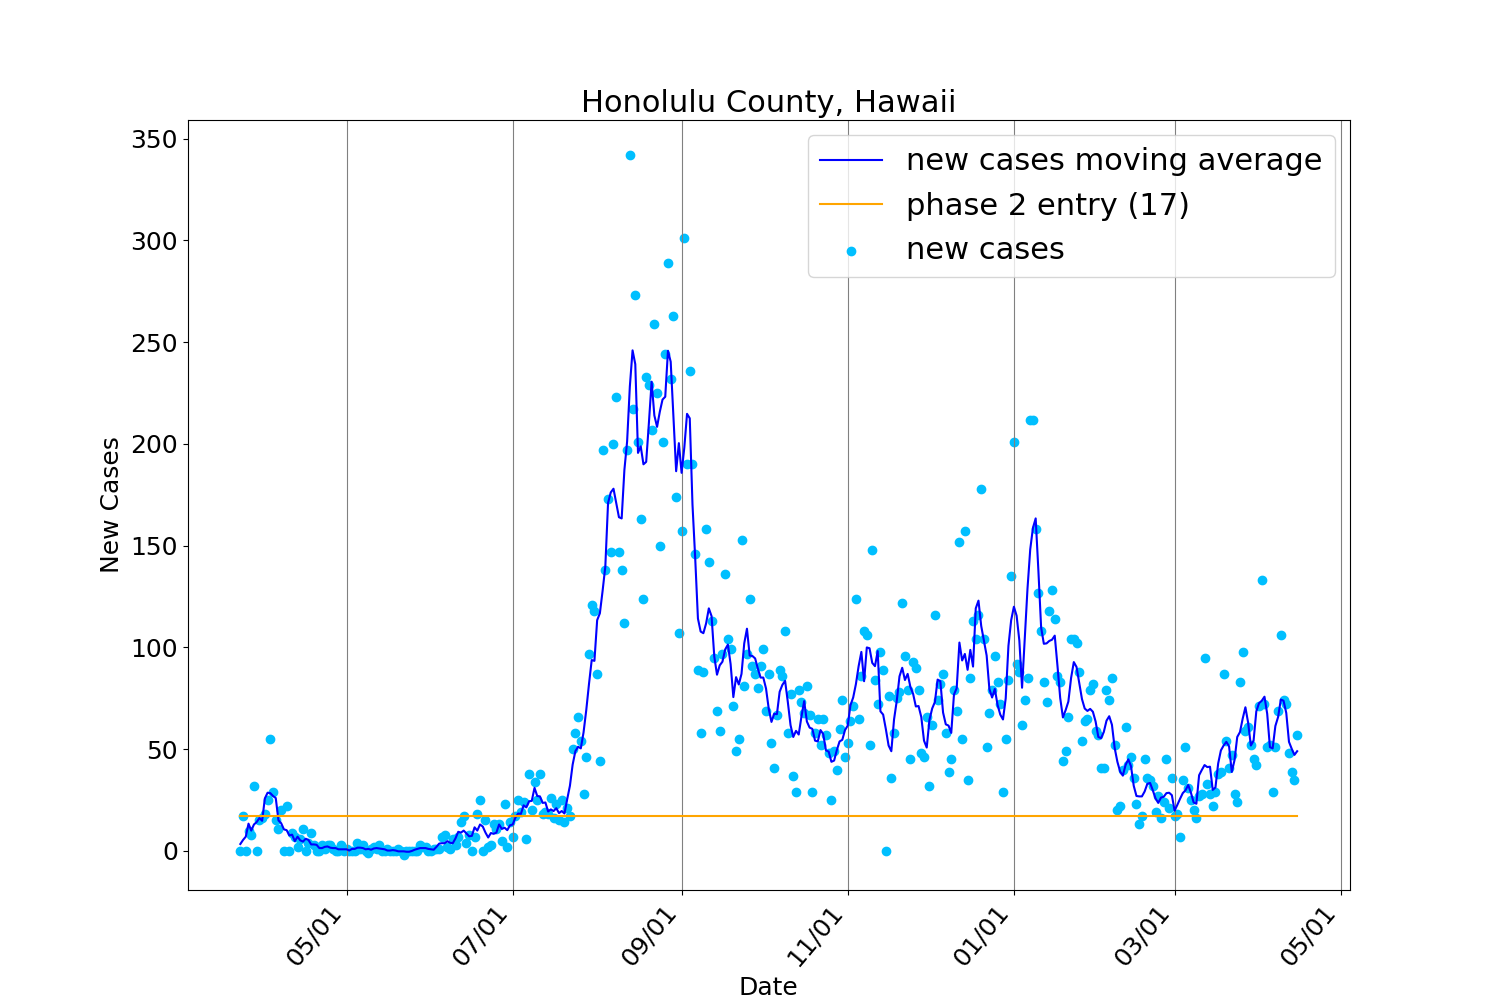 Honolulu County, Hawaii
350
300
250
200
150
100
50
0
New Cases
new cases moving average
phase 2 entry (17)
new cases
05/01
07/01
09/01
11/01
01/01
03/01
05/01
Date